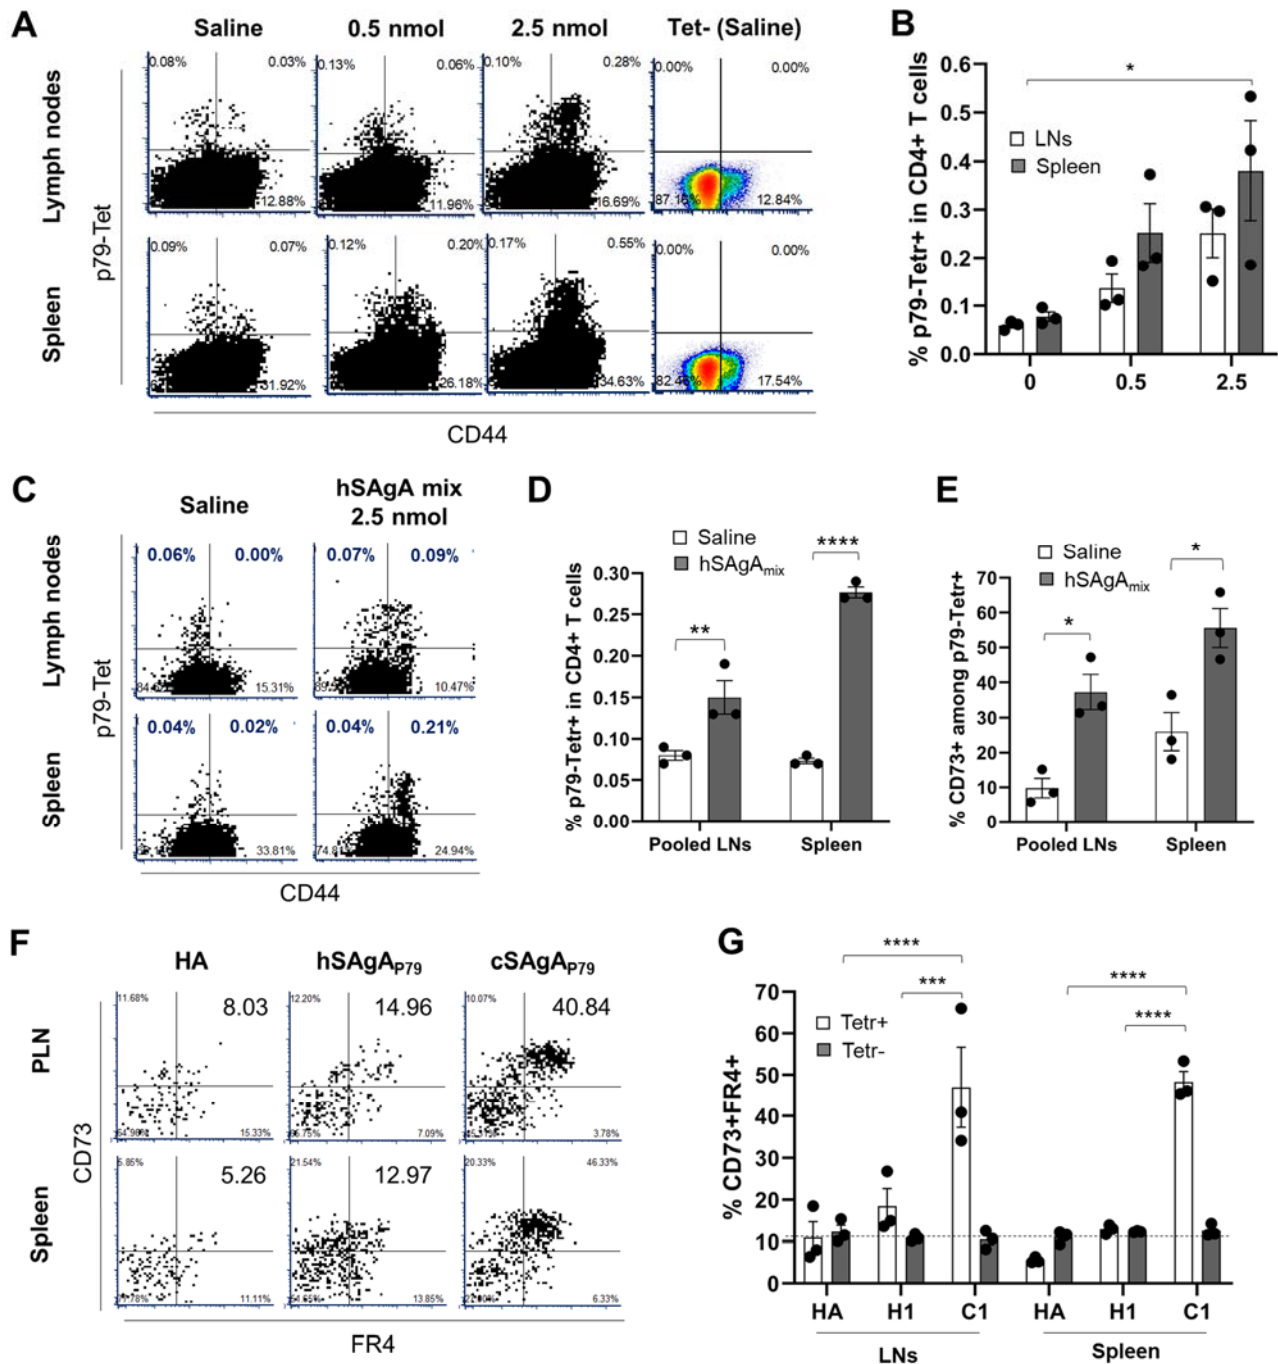 A
Saline
0.5 nmol
2.5 nmol
Tet- (Saline)
Lymph nodes
Spleen
p79-Tet
0.08% 0.03%
12.88%
0.13% 0.06%
11.96%
0.10% 0.28%
16.69%
0.00% 0.00%
12.84%
0.09% 0.07%
31.92%
0.12% 0.20%
26.18%
0.17% 0.55%
34.63%
0.00% 0.00%
17.54%
CD44
B
% p79-Tetr+ in CD4+ T cells
0.6
0.5
0.4
0.3
0.2
0.1
0.0
*
LNs
Spleen
0 0.5 2.5
C
Saline
hSAgA mix
2.5 nmol
Lymph nodes
Spleen
p79-Tet
0.06% 0.00%
15.31%
0.07% 0.09%
10.47%
0.04% 0.02%
33.81%
0.04% 0.21%
24.94%
CD44
D
% p79-Tetr+ in CD4+ T cells
Saline
hSAgAmix
**
****
0.30
0.25
0.20
0.15
0.10
0.05
0.00
Pooled LNs Spleen
E
% CD73+ among p79-Tetr+
Saline
hSAgAmix
*
*
70
60
50
40
30
20
10
0
Pooled LNs Spleen
F
HA
hSAgAP79
cSAgAP79
PLN
Spleen
CD73
11.68% 8.03
15.33%
12.20% 14.96
7.09%
10.07% 40.84
3.78%
5.85% 5.26
11.11%
21.54% 12.97
13.85%
20.33% 46.33%
6.33%
FR4
G
% CD73+FR4+
****
***
****
****
Tetr+
Tetr-
70
60
50
40
30
20
10
0
HA H1 C1 HA H1 C1
LNs Spleen